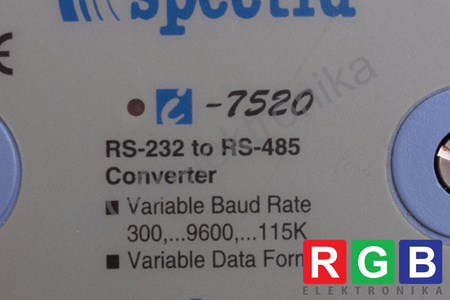 spectra
CE
i-7520
RS-232 to RS-485
Converter
Variable Baud Rate
300,...9600,...115K
Variable Data Form
RGB
ELEKTRONIKA